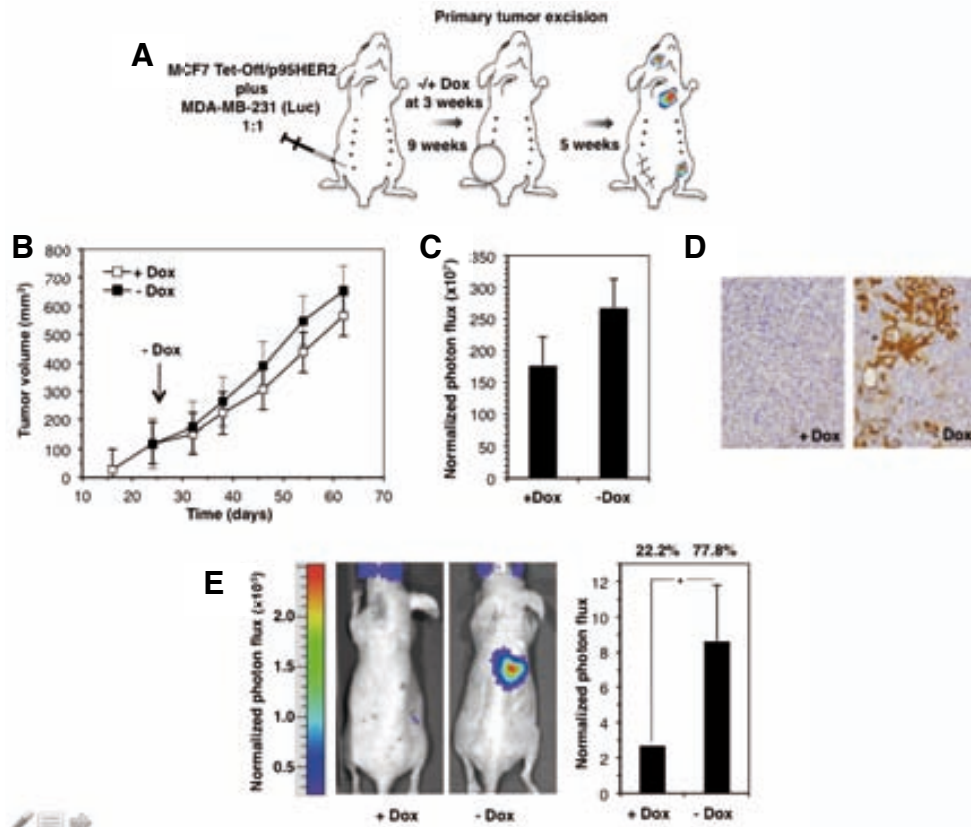 Primary tumor excision
A
MCF7 Tet-Off/p95HER2
plus
MDA-MB-231 (Luc)
1:1
-/+ Dox
at 3 weeks
9 weeks
5 weeks
B
Tumor volume (mm³)
800
700
600
500
400
300
200
100
0
+ Dox
- Dox
- Dox
10 20 30 40 50 60 70
Time (days)
C
Normalized photon flux (x10⁷)
350
300
250
200
150
100
50
0
+Dox -Dox
D
+ Dox
Dox
E
Normalized photon flux
2.0
1.5
1.0
0.5
+ Dox - Dox
22.2% 77.8%
Normalized photon flux
12
10
8
6
4
2
0
+ Dox - Dox